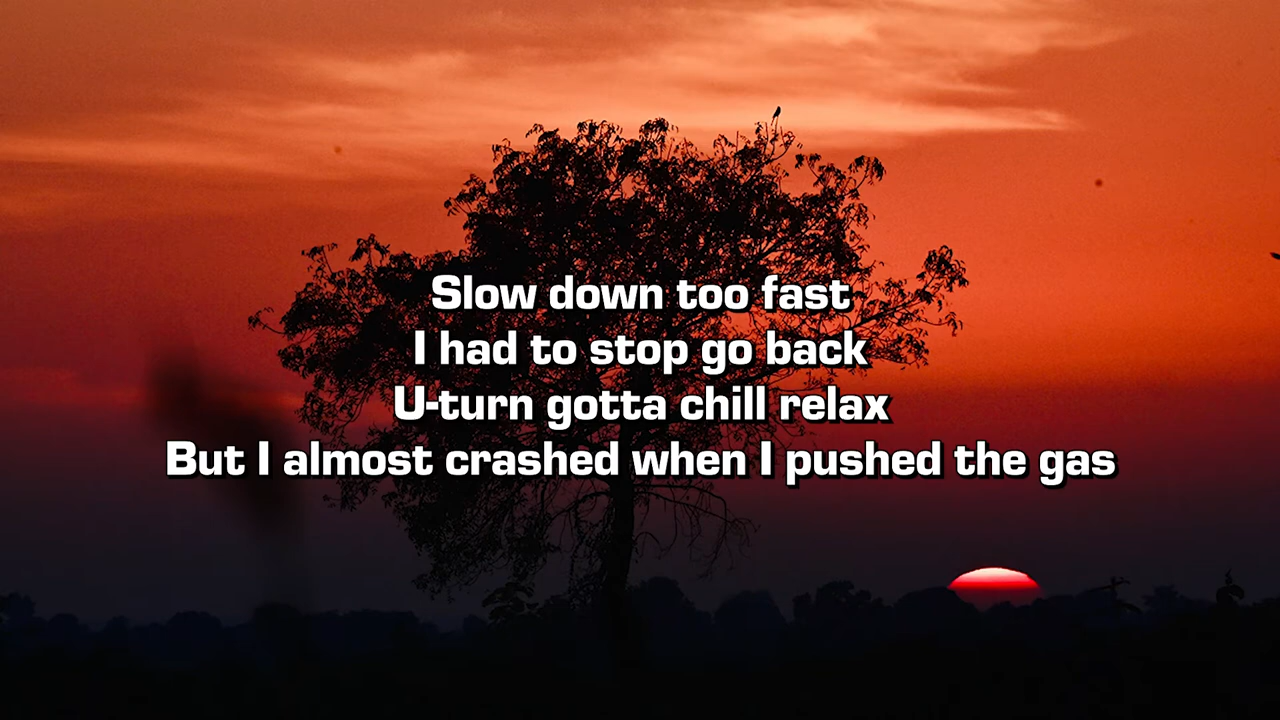 Slow down too fast
I had to stop go back
U-turn gotta chill relax
But I almost crashed when I pushed the gas